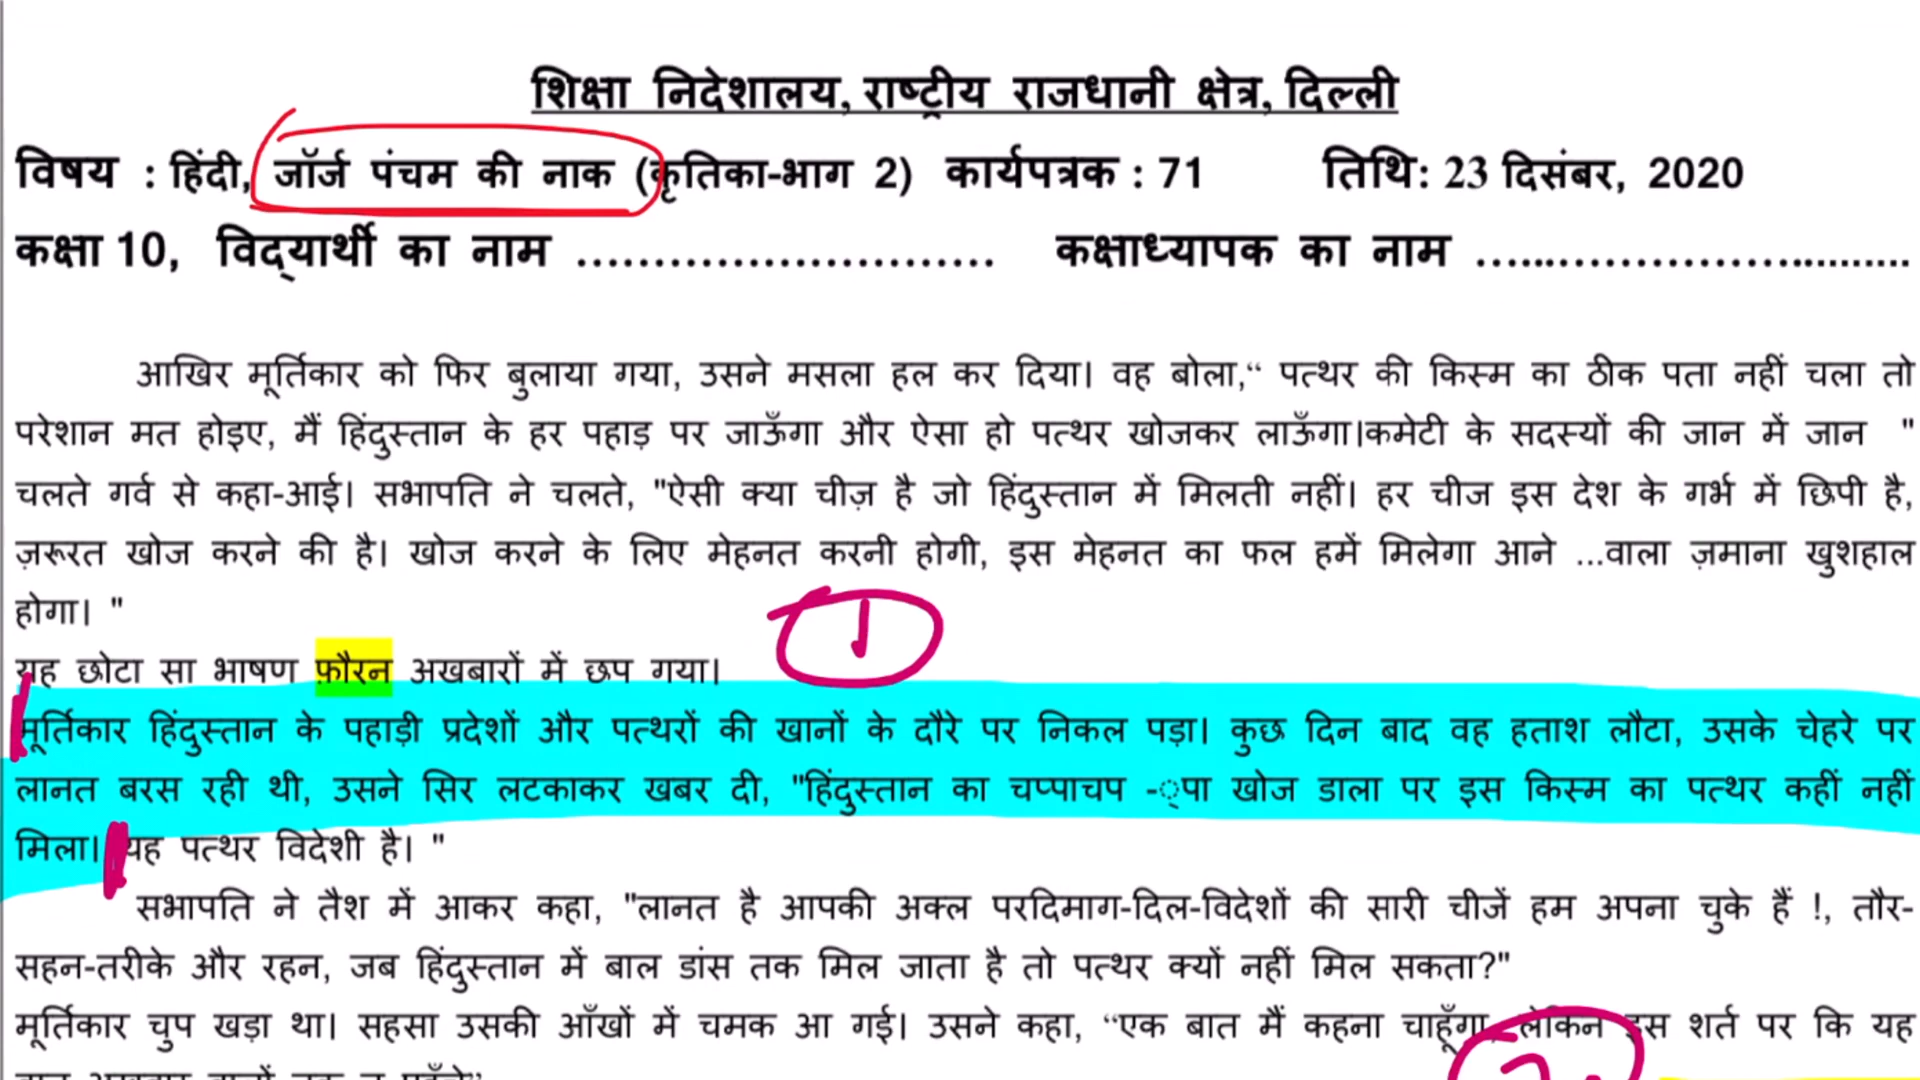 शिक्षा निदेशालय, राष्ट्रीय राजधानी क्षेत्र, दिल्ली
विषय : हिंदी, जॉर्ज पंचम की नाक (कृतिका-भाग 2) कार्यपत्रक : 71 तिथि: 23 दिसंबर, 2020
कक्षा 10, विद्यार्थी का नाम ………………………. कक्षाध्यापक का नाम …...……………..........
आखिर मूर्तिकार को फिर बुलाया गया, उसने मसला हल कर दिया। वह बोला,“ पत्थर की किस्म का ठीक पता नहीं चला तो
परेशान मत होइए, मैं हिंदुस्तान के हर पहाड़ पर जाऊँगा और ऐसा हो पत्थर खोजकर लाऊँगा।कमेटी के सदस्यों की जान में जान "
चलते गर्व से कहा-आई। सभापति ने चलते, "ऐसी क्या चीज़ है जो हिंदुस्तान में मिलती नहीं। हर चीज इस देश के गर्भ में छिपी है,
ज़रूरत खोज करने की है। खोज करने के लिए मेहनत करनी होगी, इस मेहनत का फल हमें मिलेगा आने ...वाला ज़माना खुशहाल
होगा। "
1
यह छोटा सा भाषण फ़ौरन अखबारों में छप गया।
मूर्तिकार हिंदुस्तान के पहाड़ी प्रदेशों और पत्थरों की खानों के दौरे पर निकल पड़ा। कुछ दिन बाद वह हताश लौटा, उसके चेहरे पर
लानत बरस रही थी, उसने सिर लटकाकर खबर दी, "हिंदुस्तान का चप्पाचप -्पा खोज डाला पर इस किस्म का पत्थर कहीं नहीं
मिला। यह पत्थर विदेशी है। "
सभापति ने तैश में आकर कहा, "लानत है आपकी अक्ल परदिमाग-दिल-विदेशों की सारी चीजें हम अपना चुके हैं !, तौर-
सहन-तरीके और रहन, जब हिंदुस्तान में बाल डांस तक मिल जाता है तो पत्थर क्यों नहीं मिल सकता?"
मूर्तिकार चुप खड़ा था। सहसा उसकी आँखों में चमक आ गई। उसने कहा, “एक बात मैं कहना चाहूँगा, लेकिन इस शर्त पर कि यह